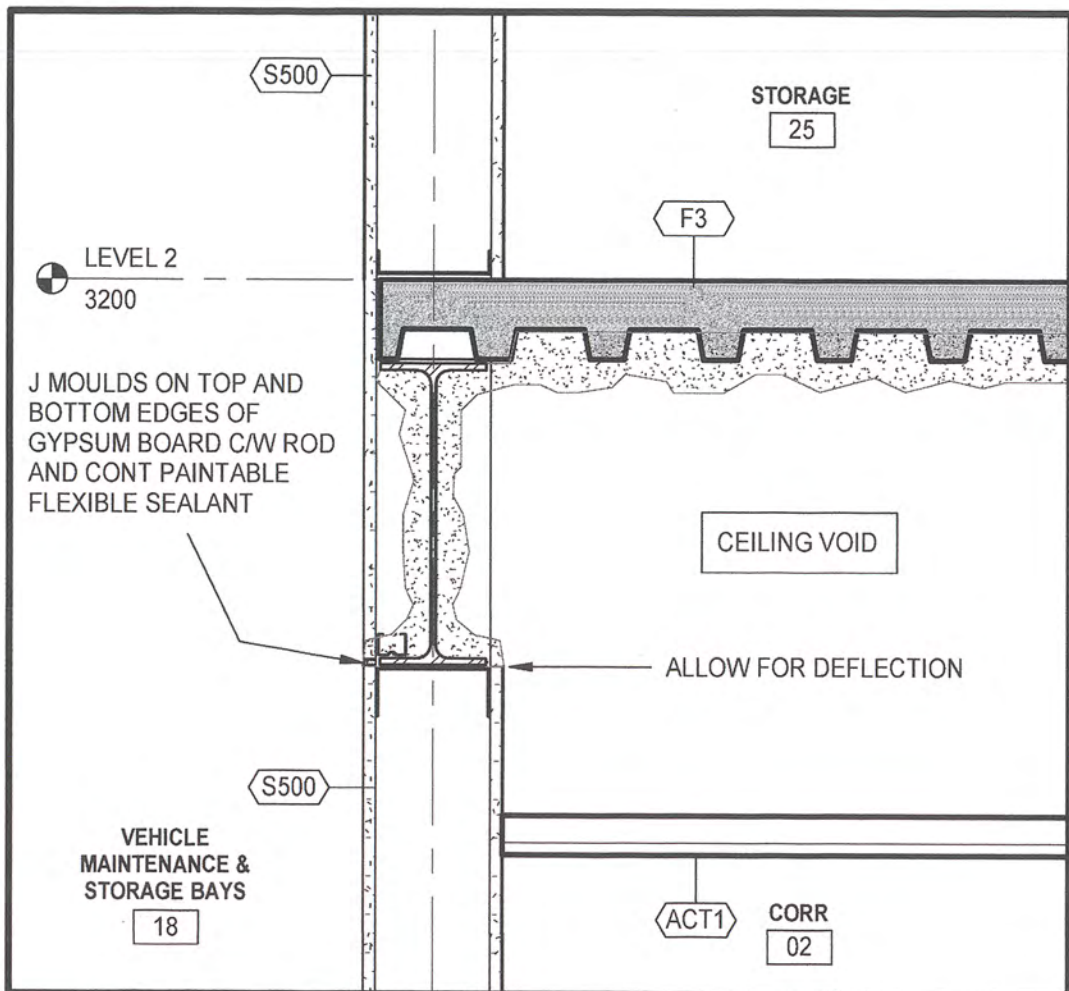 S500
STORAGE
25
F3
LEVEL 2
3200
J MOULDS ON TOP AND
BOTTOM EDGES OF
GYPSUM BOARD C/W ROD
AND CONT PAINTABLE
FLEXIBLE SEALANT
CEILING VOID
ALLOW FOR DEFLECTION
S500
VEHICLE
MAINTENANCE &
STORAGE BAYS
18
ACT1
CORR
02